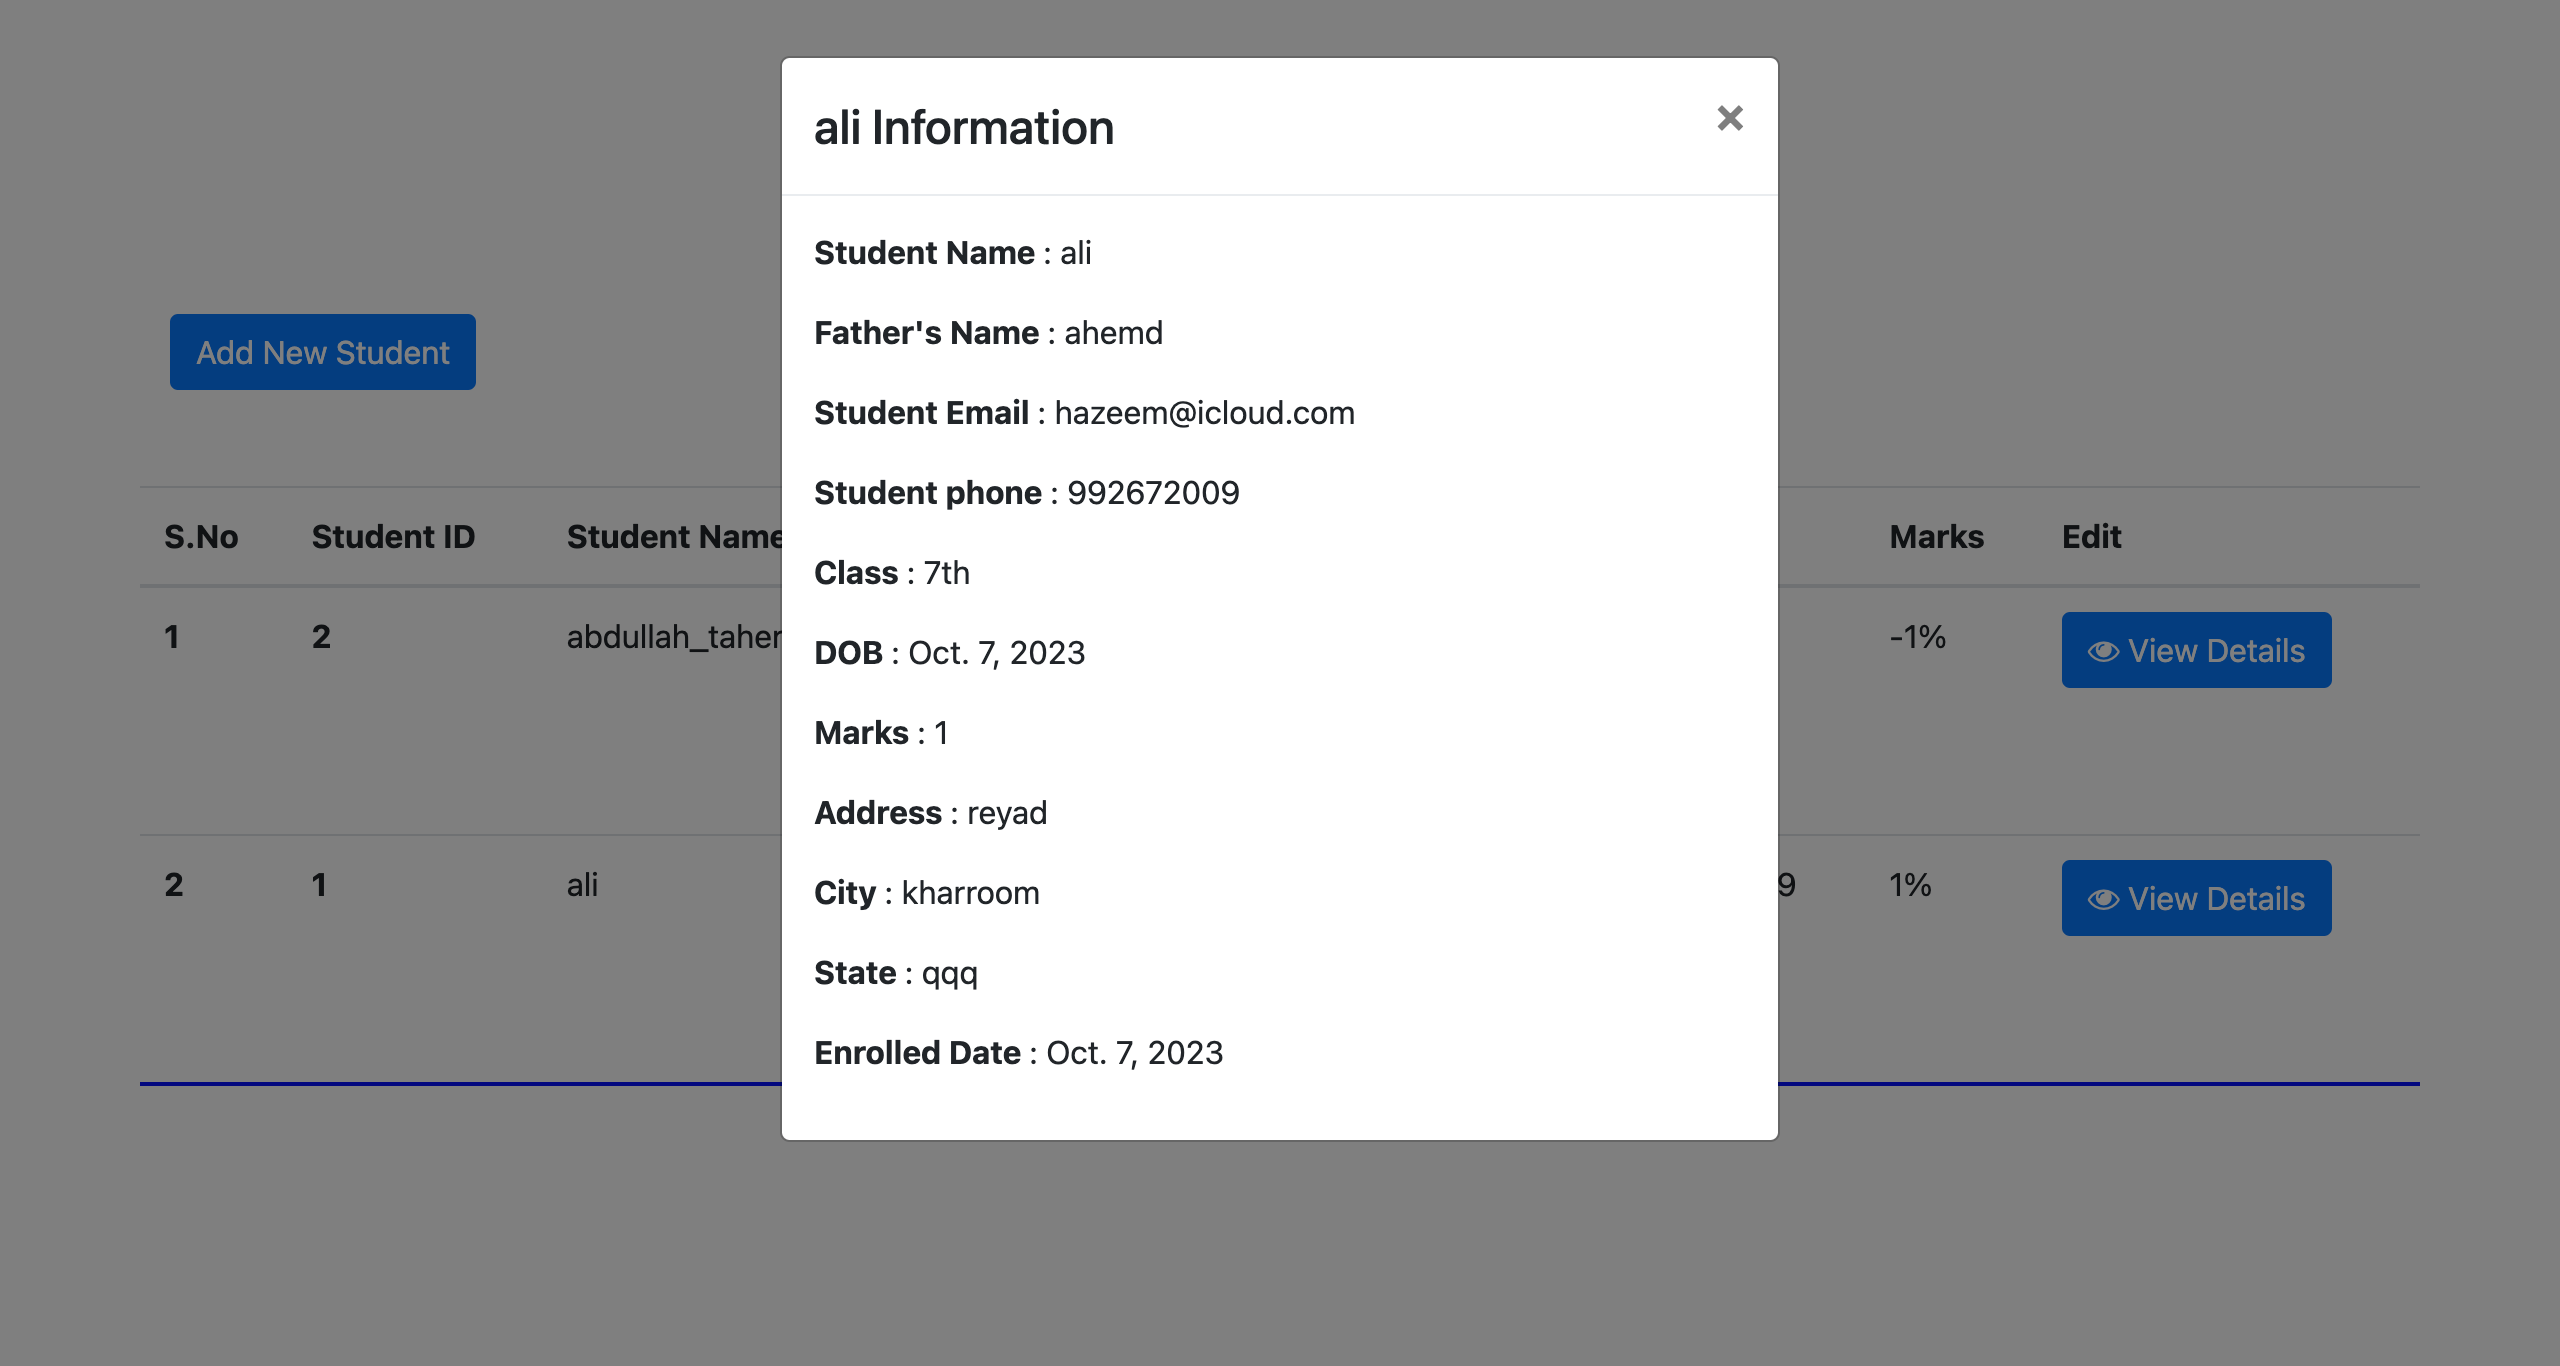 ali Information
×
Student Name : ali
Father's Name : ahemd
Student Email : hazeem@icloud.com
Student phone : 992672009
Class : 7th
DOB : Oct. 7, 2023
Marks : 1
Address : reyad
City : kharroom
State : qqq
Enrolled Date : Oct. 7, 2023
Add New Student
S.No Student ID Student Name Marks Edit
1 2 abdullah_taher -1% View Details
2 1 ali 9 1% View Details